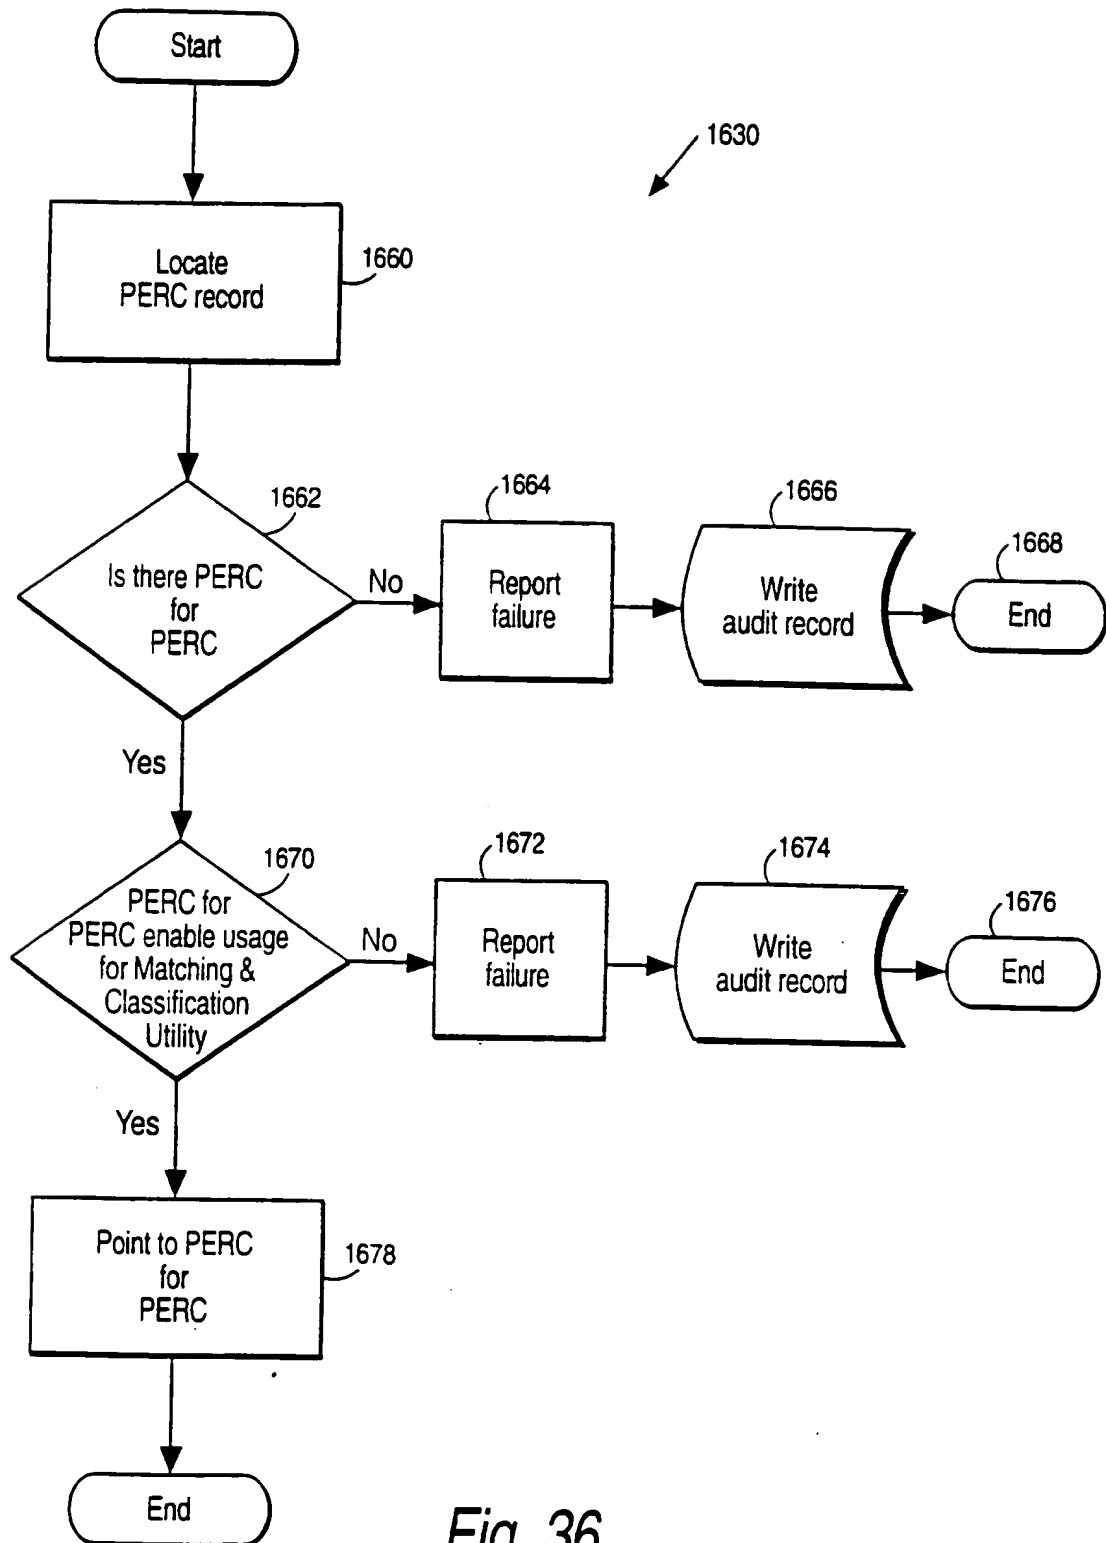 Start
1630
Locate
PERC record
1660
1662
Is there PERC
for
PERC
No
1664
Report
failure
1666
Write
audit record
1668
End
Yes
1670
PERC for
PERC enable usage
for Matching &
Classification
Utility
No
1672
Report
failure
1674
Write
audit record
1676
End
Yes
Point to PERC
for
PERC
1678
End
Fig. 36